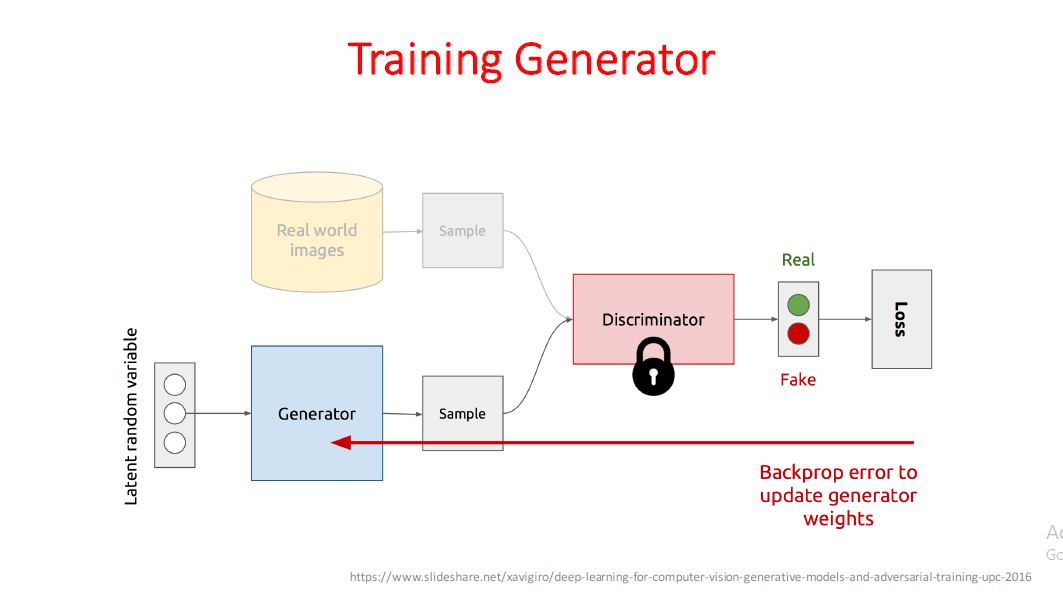 Training Generator
Real world
images
Sample
Real
Discriminator
Loss
Fake
Latent random variable
Generator
Sample
Backprop error to
update generator
weights
https://www.slideshare.net/xavigiro/deep-learning-for-computer-vision-generative-models-and-adversarial-training-upc-2016